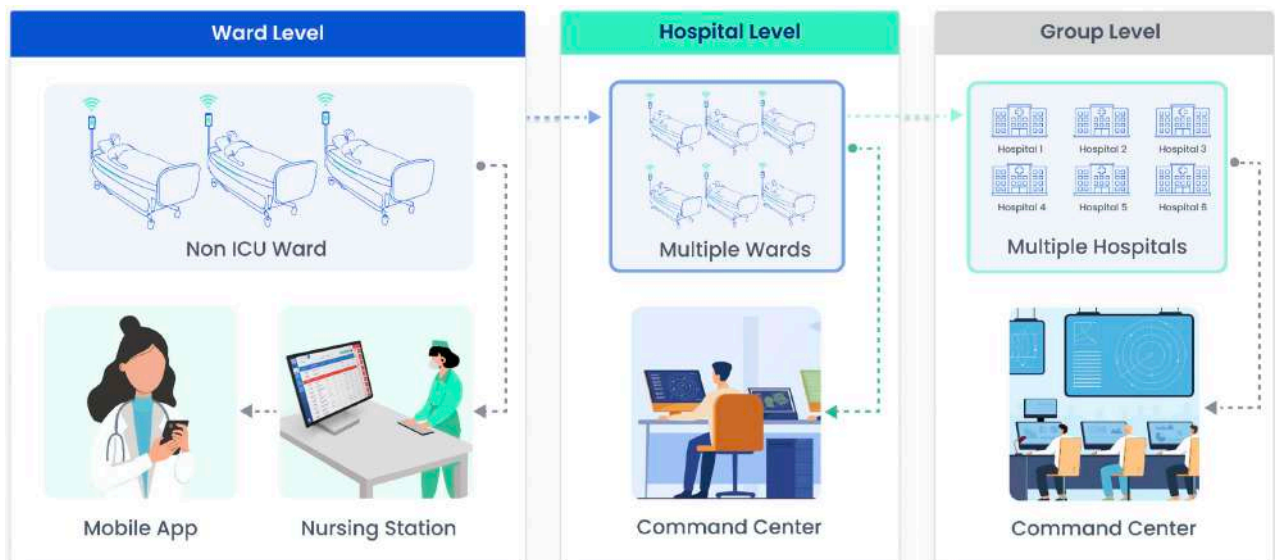 Ward Level
Non ICU Ward
Mobile App
Nursing Station
Hospital Level
Multiple Wards
Command Center
Group Level
Hospital 1 Hospital 2 Hospital 3
Hospital 4 Hospital 5 Hospital 6
Multiple Hospitals
Command Center